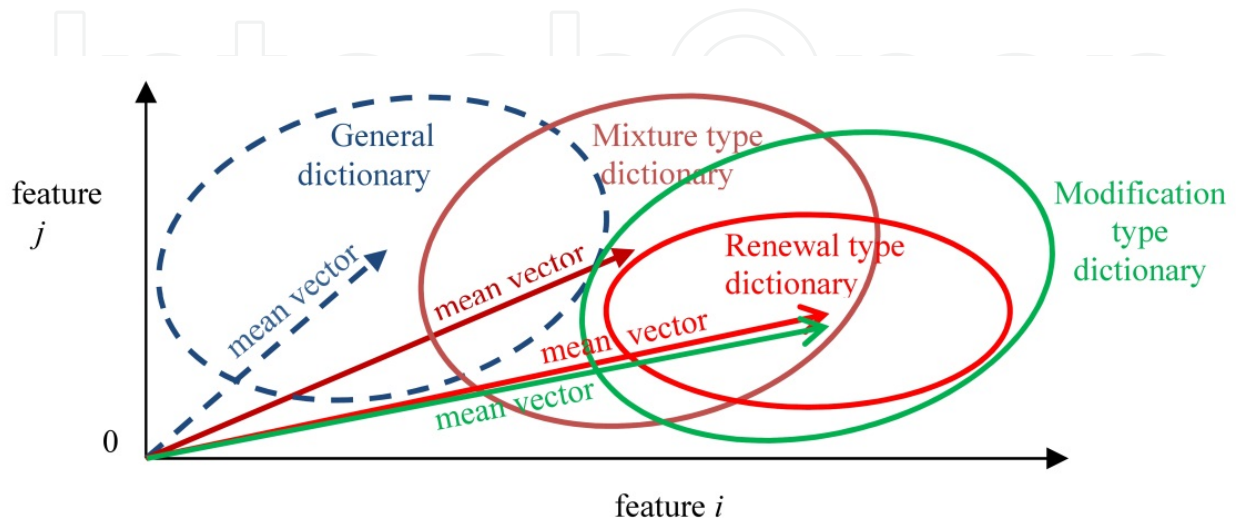 General
dictionary
Mixture type
dictionary
feature
j
Modification
type
dictionary
Renewal type
dictionary
mean vector
mean vector
mean vector
mean vector
0
feature i